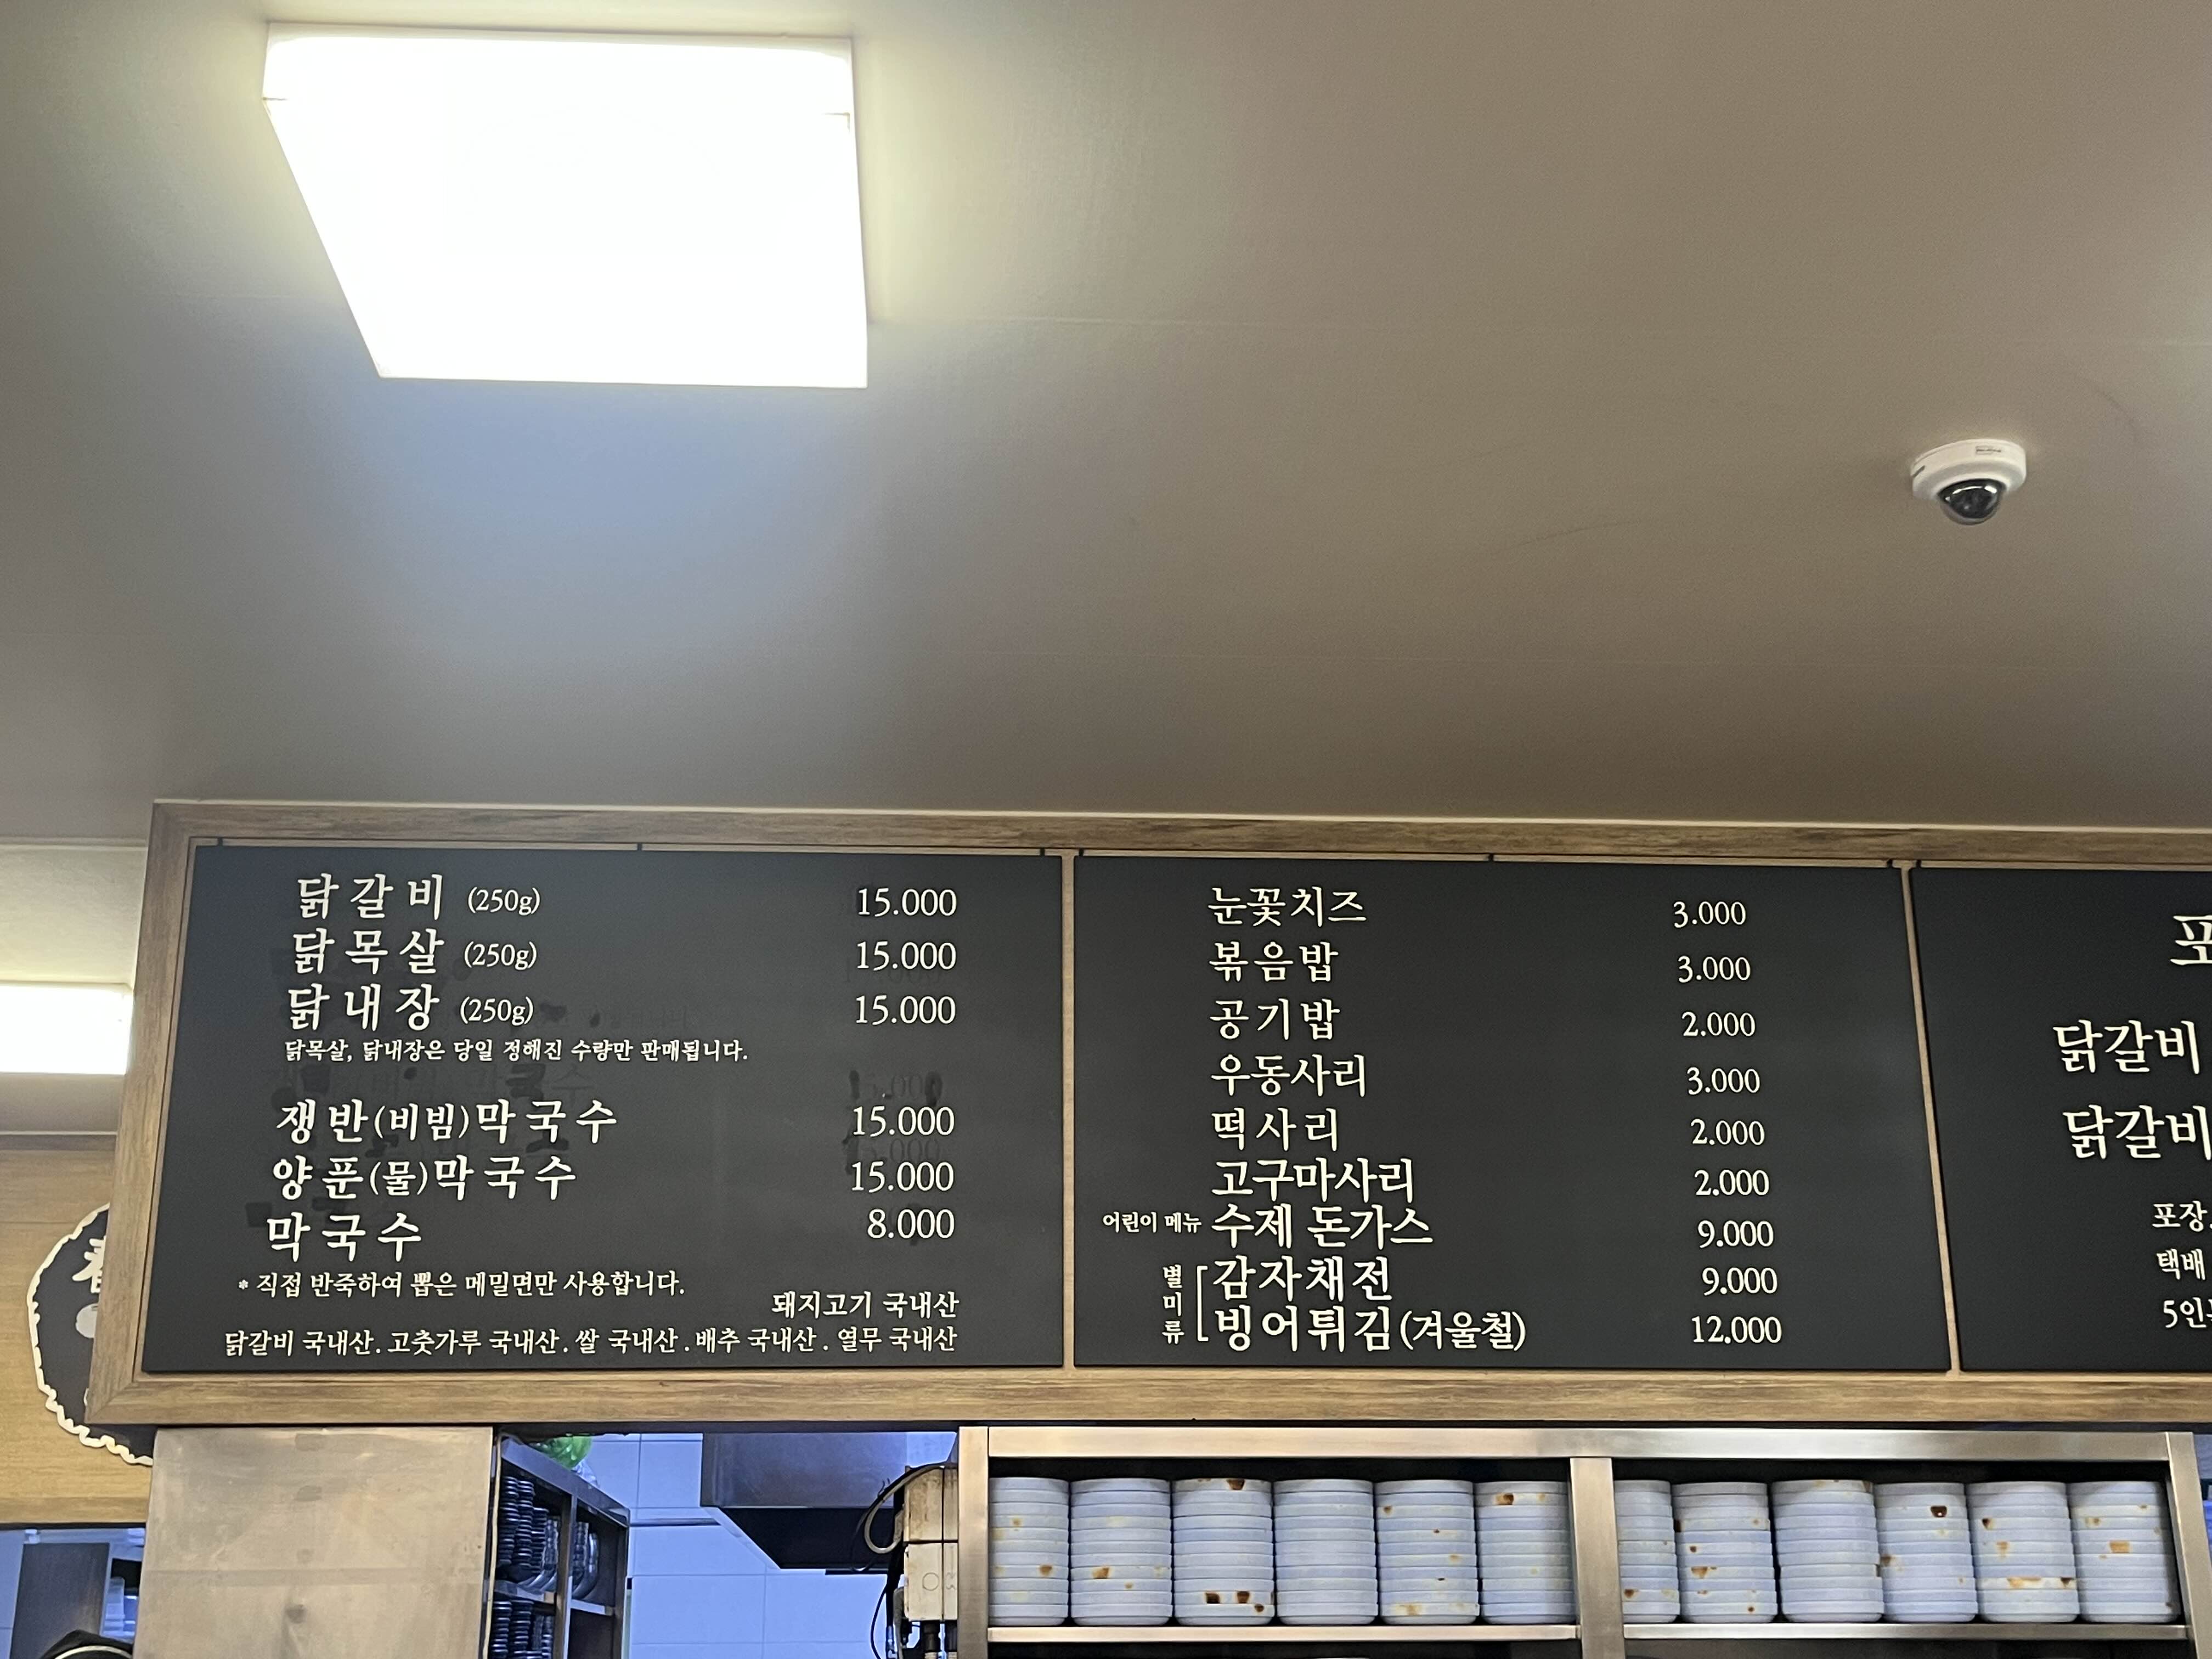 닭갈비 (250g) 15.000
닭목살 (250g) 15.000
닭내장 (250g) 15.000
닭목살, 닭내장은 당일 정해진 수량만 판매됩니다.
쟁반(비빔)막국수 15.000
양푼(물)막국수 15.000
막국수 8.000
* 직접 반죽하여 뽑은 메밀면만 사용합니다.
돼지고기 국내산
닭갈비 국내산. 고춧가루 국내산. 쌀 국내산. 배추 국내산. 열무 국내산
눈꽃치즈 3.000
볶음밥 3.000
공기밥 2.000
우동사리 3.000
떡사리 2.000
고구마사리 2.000
어린이 메뉴 수제 돈가스 9.000
별미류
감자채전 9.000
빙어튀김(겨울철) 12.000
닭갈비
닭갈비
포장
택배